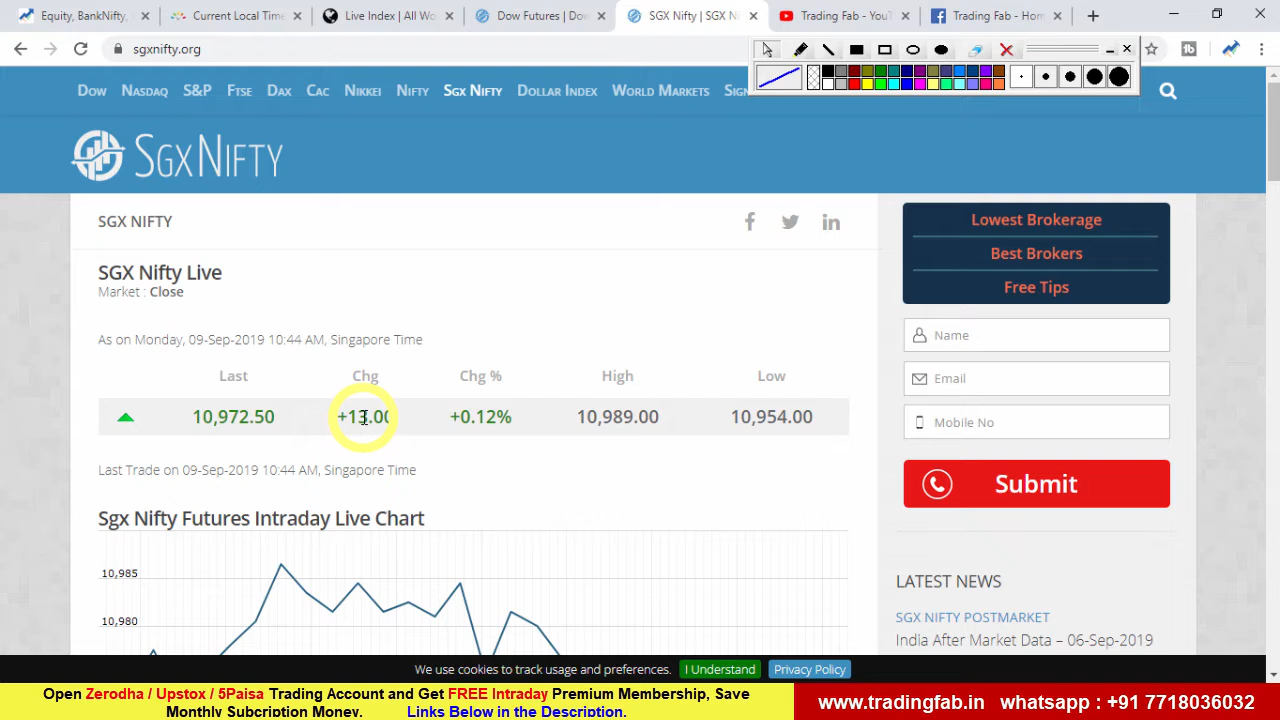 Equity, BankNifty,
Current Local Time
Live Index | All Wo
Dow Futures | Dow
SGX Nifty | SGX N
Trading Fab - YouT
Trading Fab - Hom
sgxnifty.org
DOW NASDAQ S&P FTSE DAX CAC NIKKEI NIFTY SGX NIFTY DOLLAR INDEX WORLD MARKETS
SGXNIFTY
SGX NIFTY
SGX Nifty Live
Market : Close
As on Monday, 09-Sep-2019 10:44 AM, Singapore Time
Last Chg Chg % High Low
10,972.50 +13.00 +0.12% 10,989.00 10,954.00
Last Trade on 09-Sep-2019 10:44 AM, Singapore Time
Sgx Nifty Futures Intraday Live Chart
10,985
10,980
Lowest Brokerage
Best Brokers
Free Tips
Name
Email
Mobile No
Submit
LATEST NEWS
SGX NIFTY POSTMARKET
India After Market Data – 06-Sep-2019
We use cookies to track usage and preferences. I Understand Privacy Policy
Open Zerodha / Upstox / 5Paisa Trading Account and Get FREE Intraday Premium Membership, Save
Monthly Subcription Money. Links Below in the Description.
www.tradingfab.in whatsapp : +91 7718036032